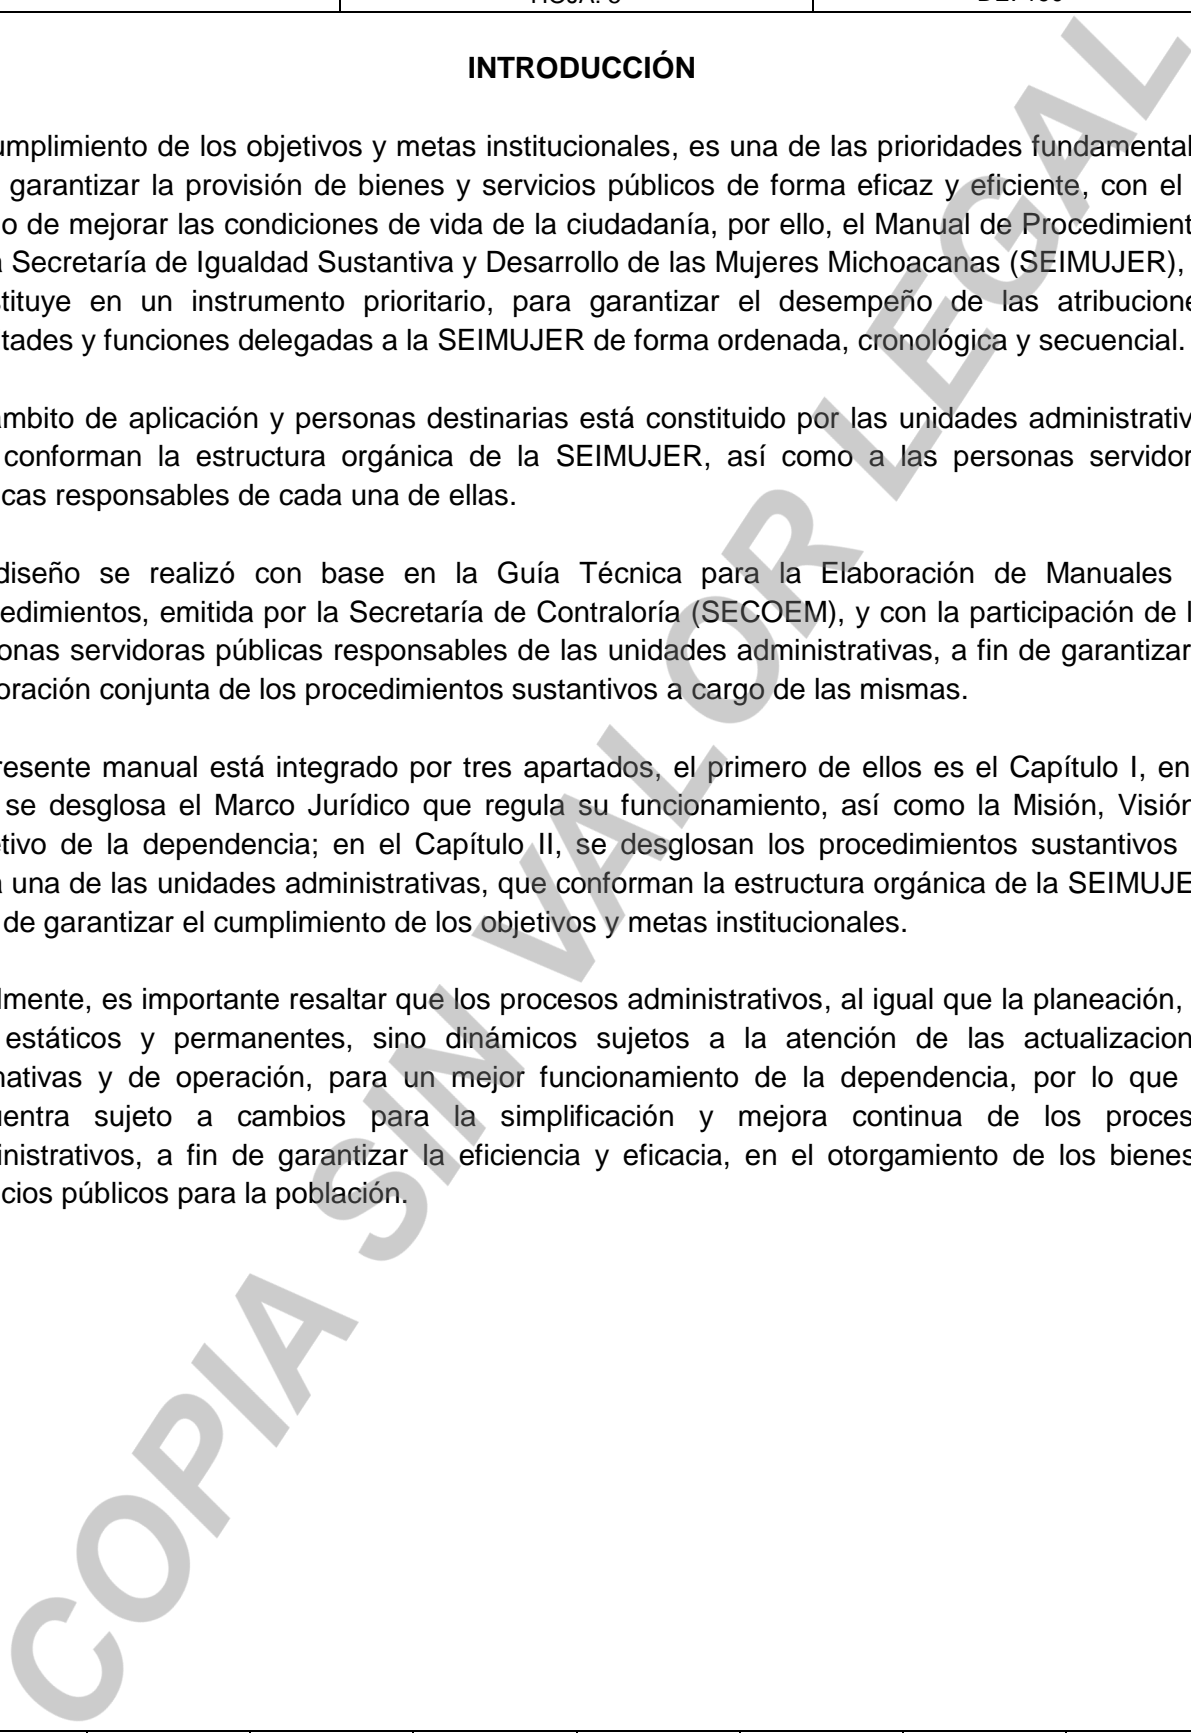 INTRODUCCIÓN
umplimiento de los objetivos y metas institucionales, es una de las prioridades fundamental
garantizar la provisión de bienes y servicios públicos de forma eficaz y eficiente, con el
o de mejorar las condiciones de vida de la ciudadanía, por ello, el Manual de Procedimient
a Secretaría de Igualdad Sustantiva y Desarrollo de las Mujeres Michoacanas (SEIMUJER),
stituye en un instrumento prioritario, para garantizar el desempeño de las atribucione
tades y funciones delegadas a la SEIMUJER de forma ordenada, cronológica y secuencial.
ámbito de aplicación y personas destinarias está constituido por las unidades administrativ
conforman la estructura orgánica de la SEIMUJER, así como a las personas servidor
icas responsables de cada una de ellas.
diseño se realizó con base en la Guía Técnica para la Elaboración de Manuales
edimientos, emitida por la Secretaría de Contraloría (SECOEM), y con la participación de l
onas servidoras públicas responsables de las unidades administrativas, a fin de garantizar
oración conjunta de los procedimientos sustantivos a cargo de las mismas.
resente manual está integrado por tres apartados, el primero de ellos es el Capítulo I, en
se desglosa el Marco Jurídico que regula su funcionamiento, así como la Misión, Visión
etivo de la dependencia; en el Capítulo II, se desglosan los procedimientos sustantivos
a una de las unidades administrativas, que conforman la estructura orgánica de la SEIMUJE
de garantizar el cumplimiento de los objetivos y metas institucionales.
lmente, es importante resaltar que los procesos administrativos, al igual que la planeación,
estáticos y permanentes, sino dinámicos sujetos a la atención de las actualizacion
nativas y de operación, para un mejor funcionamiento de la dependencia, por lo que
uentra sujeto a cambios para la simplificación y mejora continua de los proces
inistrativos, a fin de garantizar la eficiencia y eficacia, en el otorgamiento de los bienes
icios públicos para la población.
COPIA SIN VALOR LEGAL